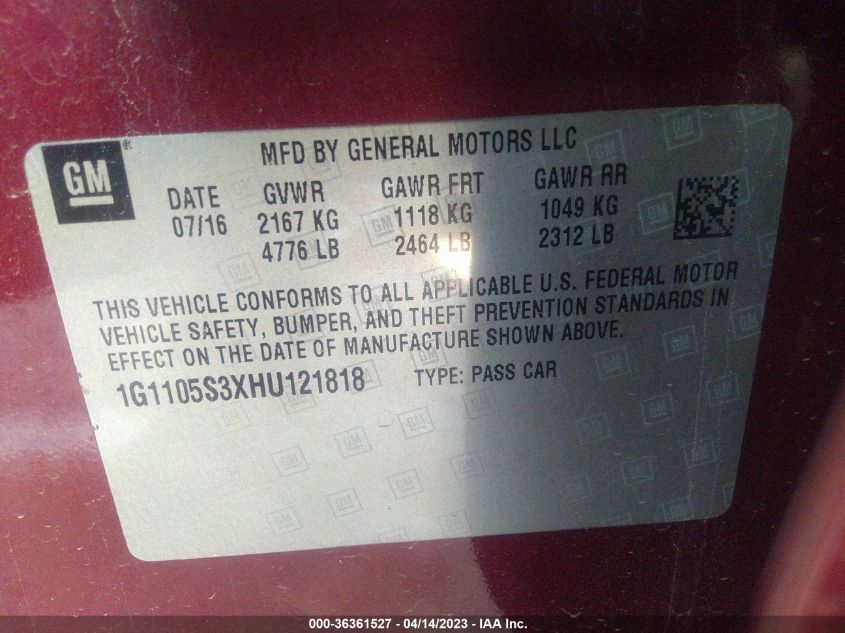 GM
MFD BY GENERAL MOTORS LLC
DATE GVWR GAWR FRT GAWR RR
07/16 2167 KG 1118 KG 1049 KG
4776 LB 2464 LB 2312 LB
THIS VEHICLE CONFORMS TO ALL APPLICABLE U.S. FEDERAL MOTOR
VEHICLE SAFETY, BUMPER, AND THEFT PREVENTION STANDARDS IN
EFFECT ON THE DATE OF MANUFACTURE SHOWN ABOVE.
1G1105S3XHU121818 TYPE: PASS CAR
000-36361527 - 04/14/2023 - IAA Inc.